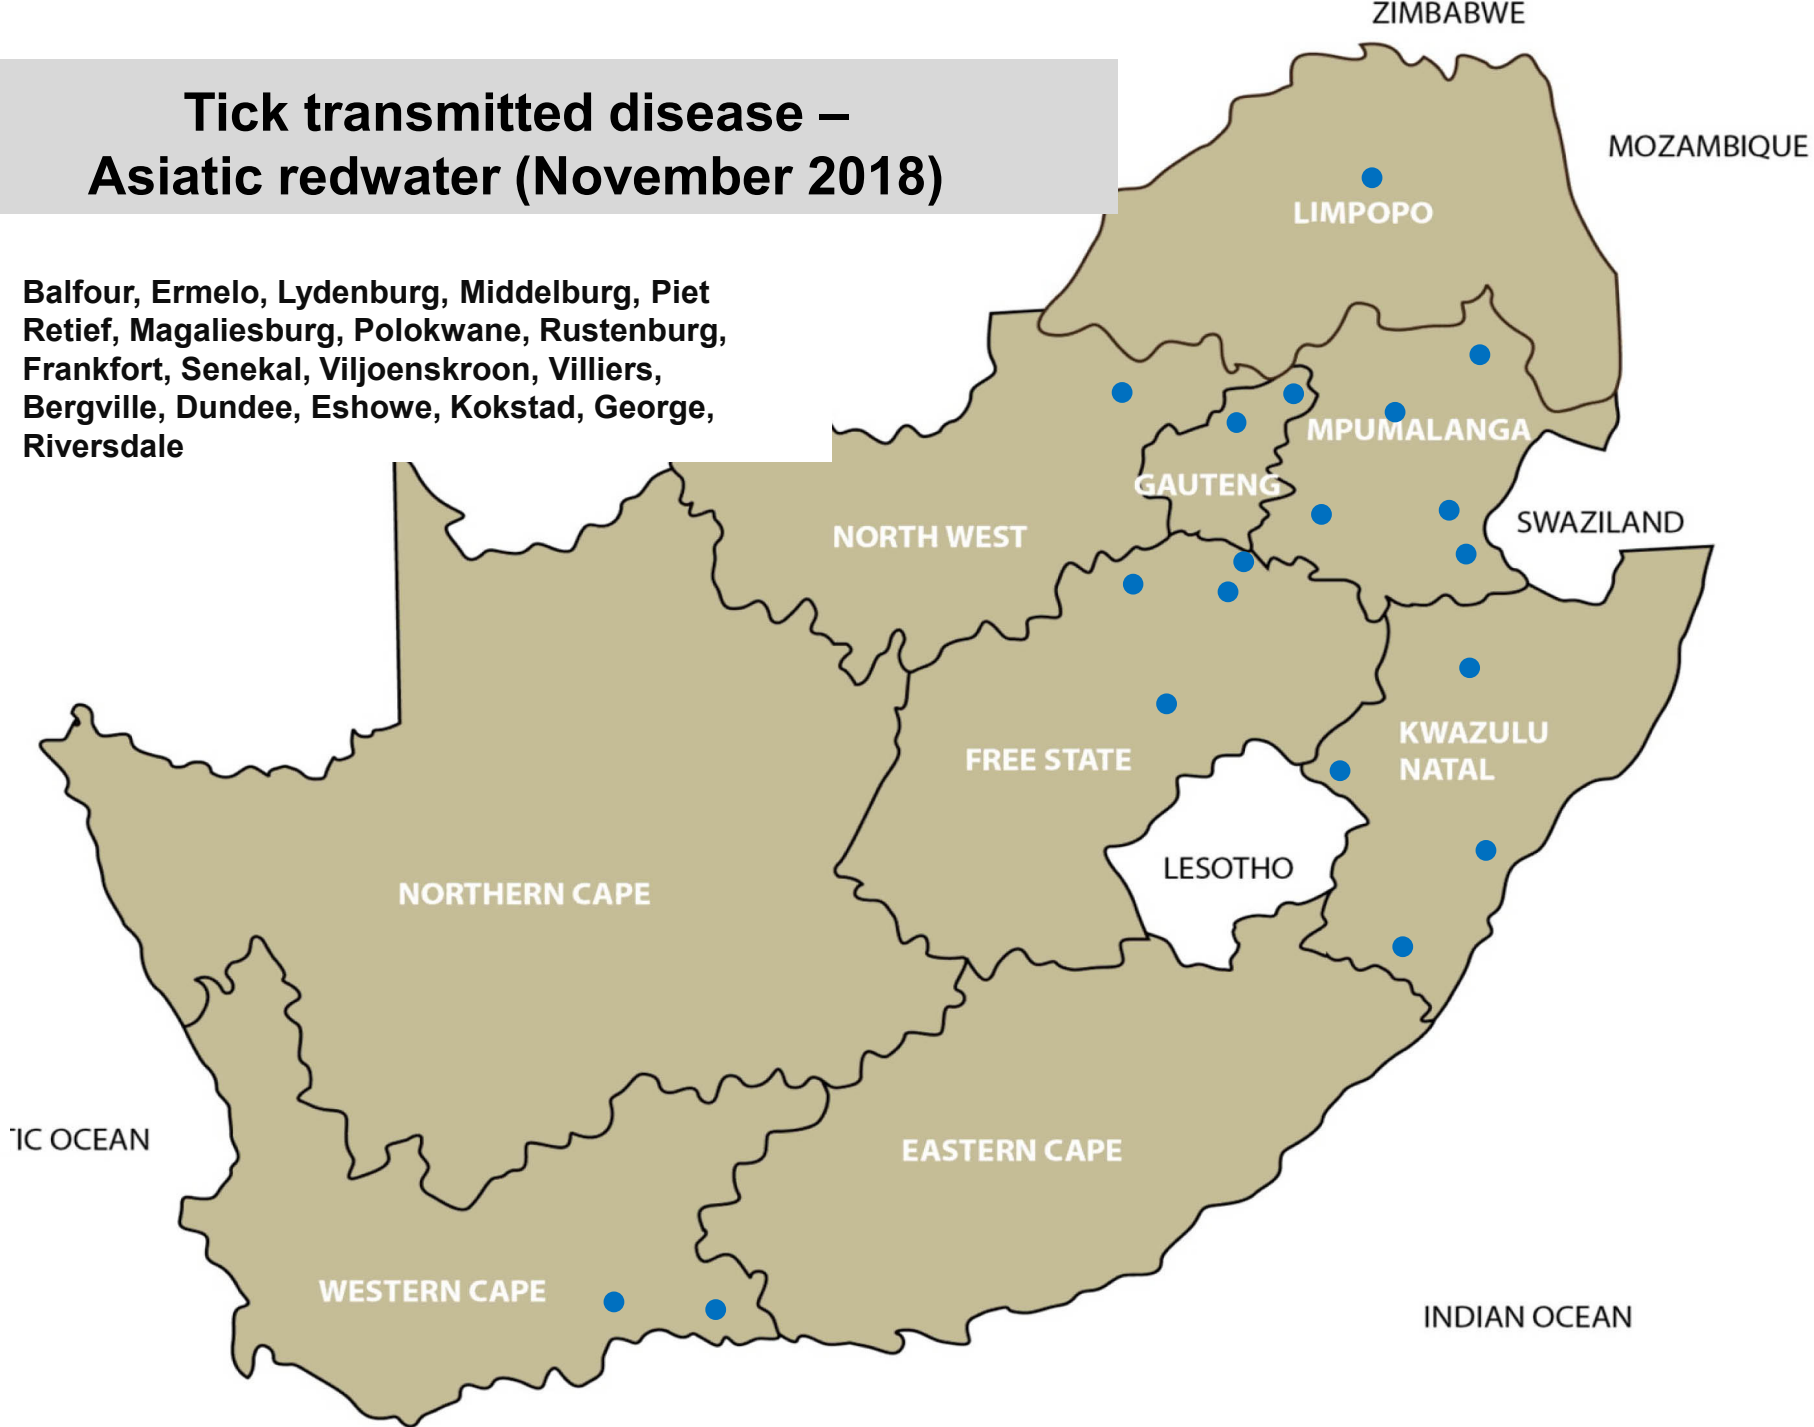 ZIMBABWE
Tick transmitted disease –
Asiatic redwater (November 2018)
MOZAMBIQUE
LIMPOPO
Balfour, Ermelo, Lydenburg, Middelburg, Piet
Retief, Magaliesburg, Polokwane, Rustenburg,
Frankfort, Senekal, Viljoenskroon, Villiers,
Bergville, Dundee, Eshowe, Kokstad, George,
Riversdale
MPUMALANGA
GAUTENG
SWAZILAND
NORTH WEST
KWAZULU
NATAL
FREE STATE
LESOTHO
NORTHERN CAPE
TIC OCEAN
EASTERN CAPE
WESTERN CAPE
INDIAN OCEAN